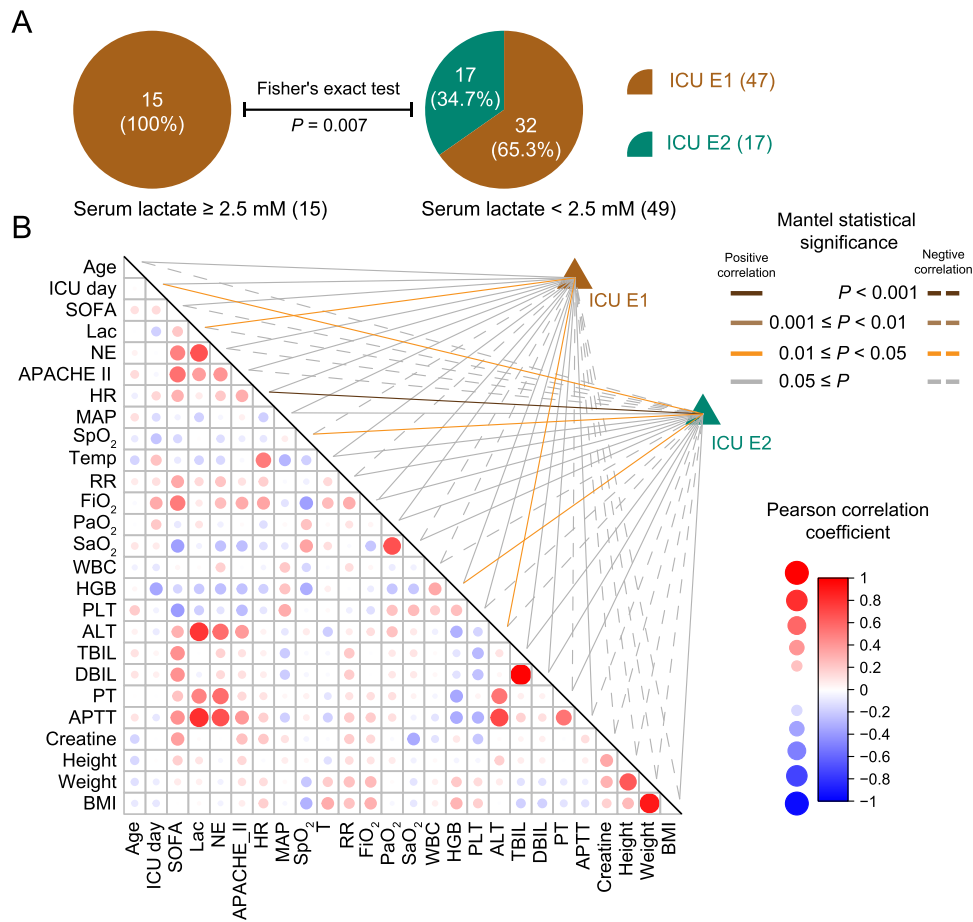 A
15
(100%)
Fisher's exact test
P = 0.007
17
(34.7%)
32
(65.3%)
ICU E1 (47)
ICU E2 (17)
Serum lactate ≥ 2.5 mM (15)
Serum lactate < 2.5 mM (49)
B
Mantel statistical
significance
Positive
correlation
Negtive
correlation
P < 0.001
0.001 ≤ P < 0.01
0.01 ≤ P < 0.05
0.05 ≤ P
ICU E1
ICU E2
Age
ICU day
SOFA
Lac
NE
APACHE II
HR
MAP
SpO₂
Temp
RR
FiO₂
PaO₂
SaO₂
WBC
HGB
PLT
ALT
TBIL
DBIL
PT
APTT
Creatine
Height
Weight
BMI
Age
ICU day
SOFA
Lac
NE
APACHE_II
HR
MAP
SpO₂
T
RR
FiO₂
PaO₂
SaO₂
WBC
HGB
PLT
ALT
TBIL
DBIL
PT
APTT
Creatine
Height
Weight
BMI
Pearson correlation
coefficient
1
0.8
0.6
0.4
0.2
0
−0.2
−0.4
−0.6
−0.8
−1